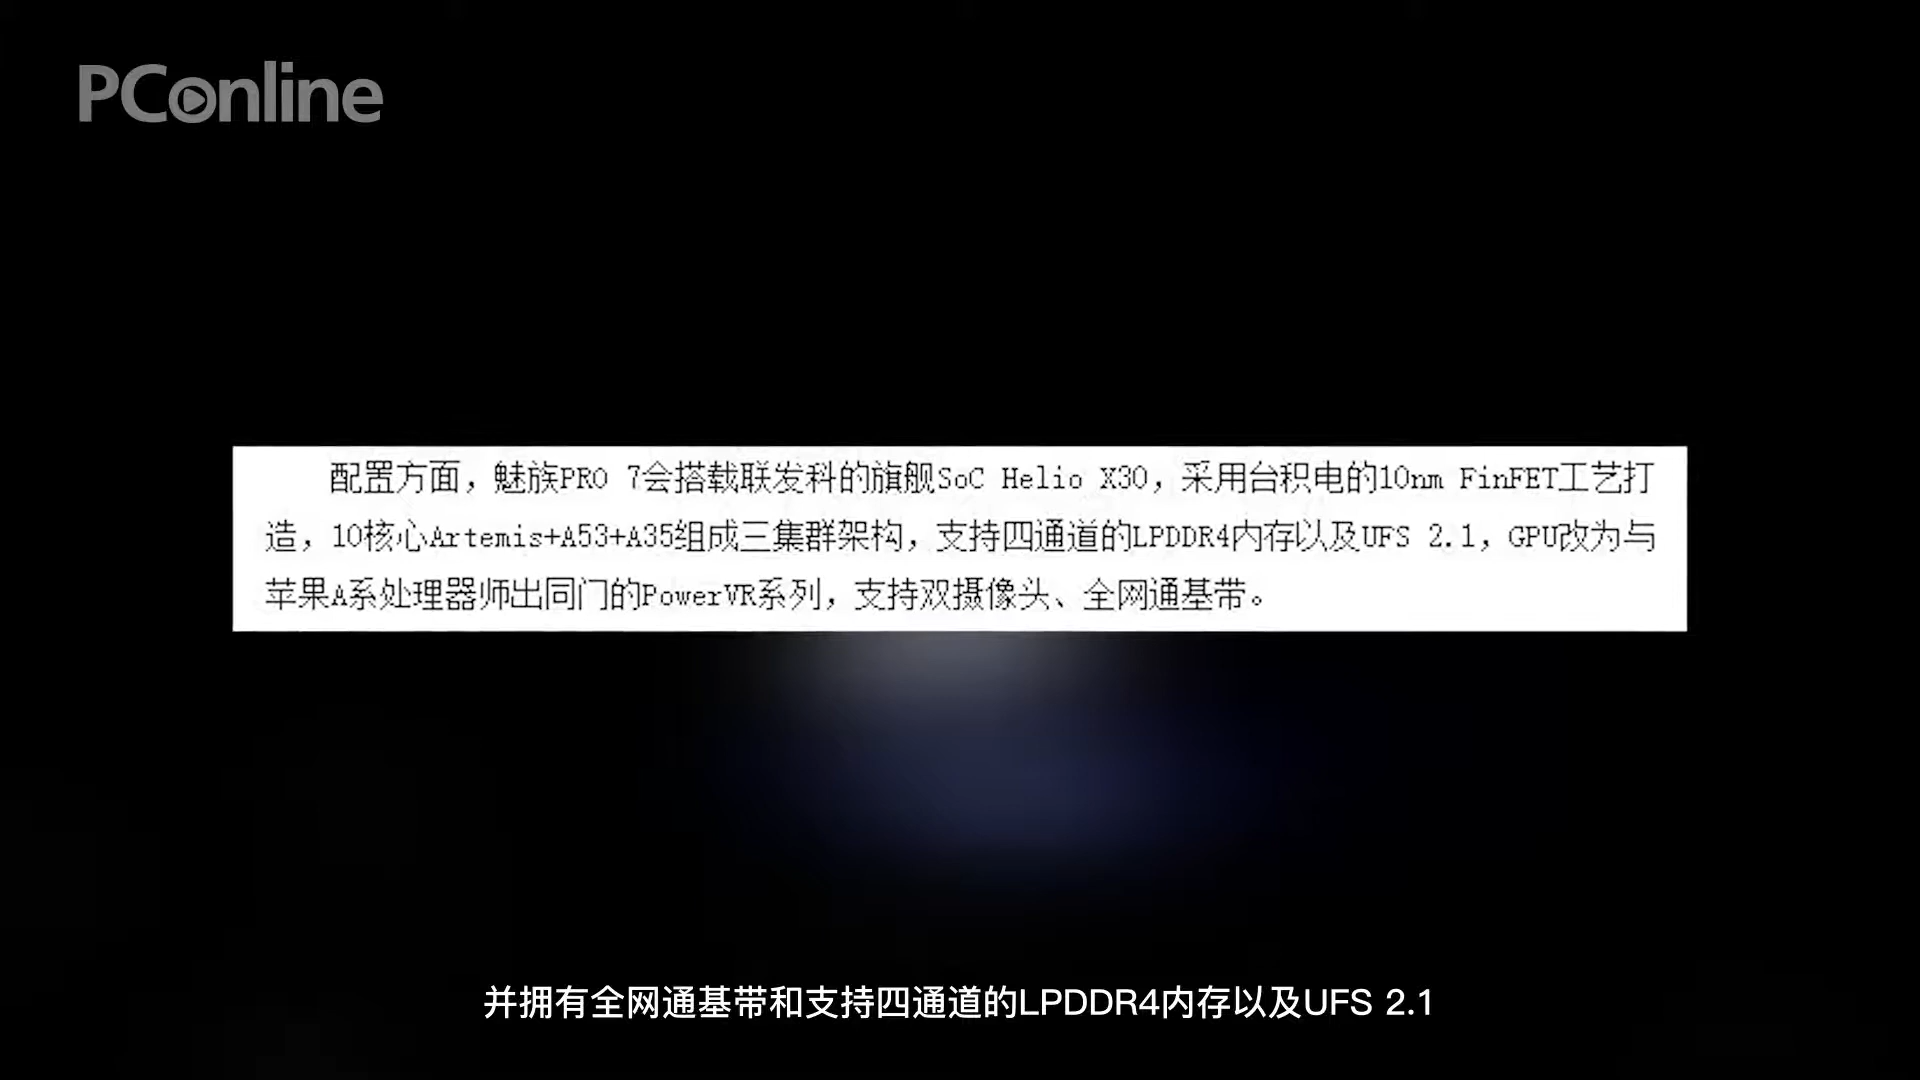 PConline
配置方面，魅族PRO 7会搭载联发科的旗舰SoC Helio X30，采用台积电的10nm FinFET工艺打
造，10核心Artemis+A53+A35组成三集群架构，支持四通道的LPDDR4内存以及UFS 2.1，GPU改为与
苹果A系处理器师出同门的PowerVR系列，支持双摄像头、全网通基带。
并拥有全网通基带和支持四通道的LPDDR4内存以及UFS 2.1